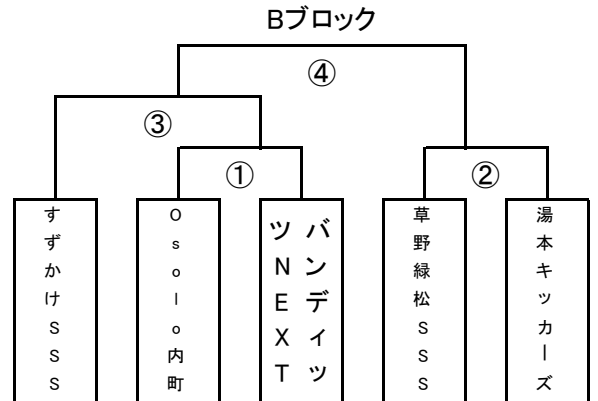 Bブロック
④
③
①
②
すずかけSSS
Osolo内町
バンディッ
ツNEXT
草野緑松SSS
湯本キッカーズ